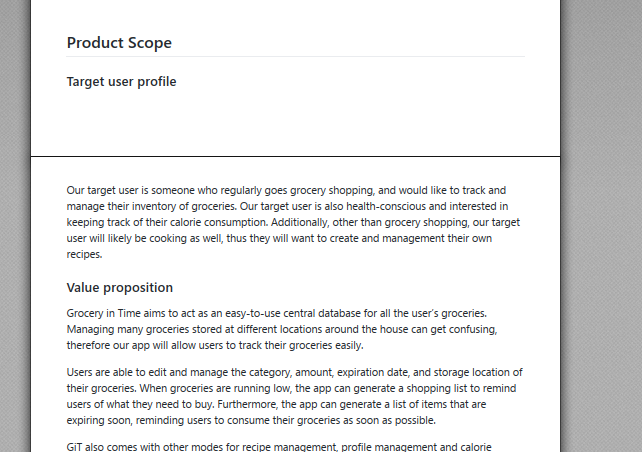 Product Scope
Target user profile
Our target user is someone who regularly goes grocery shopping, and would like to track and
manage their inventory of groceries. Our target user is also health-conscious and interested in
keeping track of their calorie consumption. Additionally, other than grocery shopping, our target
user will likely be cooking as well, thus they will want to create and management their own
recipes.
Value proposition
Grocery in Time aims to act as an easy-to-use central database for all the user's groceries.
Managing many groceries stored at different locations around the house can get confusing,
therefore our app will allow users to track their groceries easily.
Users are able to edit and manage the category, amount, expiration date, and storage location of
their groceries. When groceries are running low, the app can generate a shopping list to remind
users of what they need to buy. Furthermore, the app can generate a list of items that are
expiring soon, reminding users to consume their groceries as soon as possible.
GiT also comes with other modes for recipe management, profile management and calorie